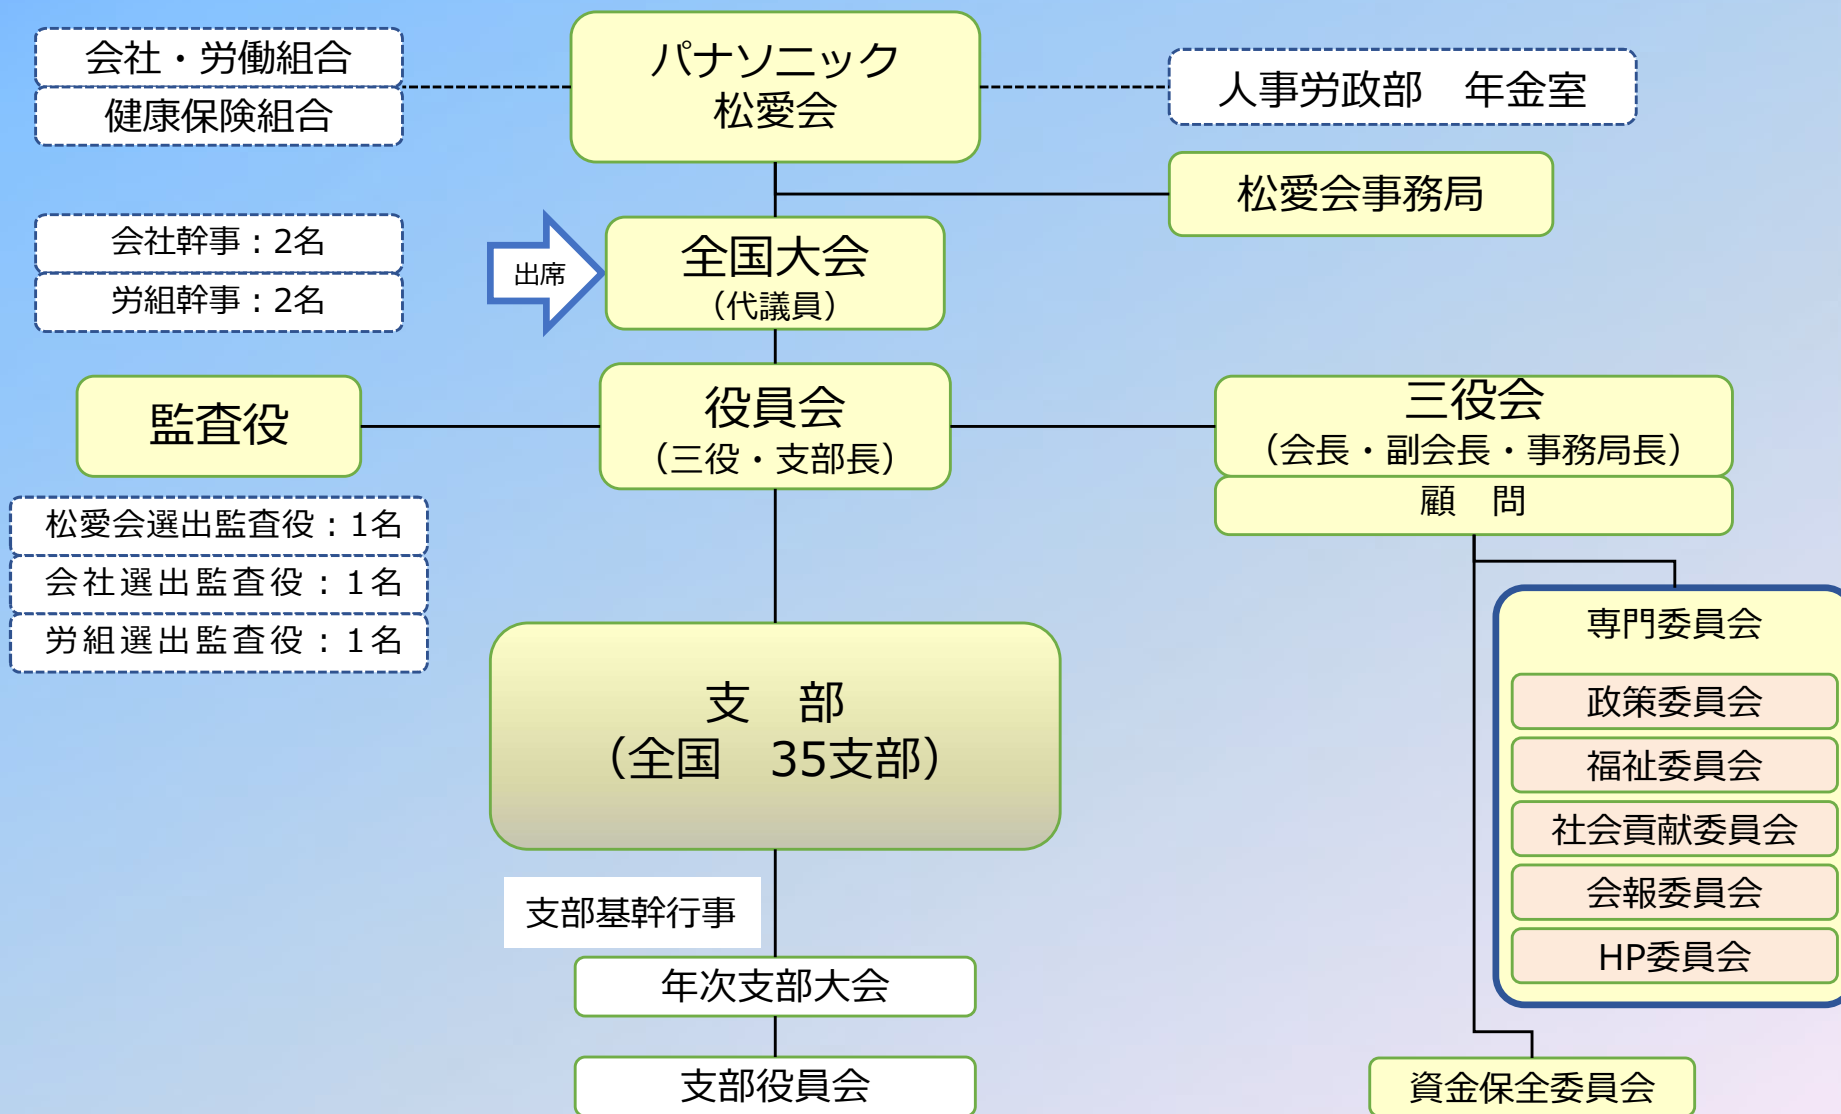 会社・労働組合
健康保険組合
パナソニック
松愛会
人事労政部　年金室
松愛会事務局
会社幹事：2名
労組幹事：2名
出席
全国大会
（代議員）
監査役
役員会
（三役・支部長）
三役会
（会長・副会長・事務局長）
顧　問
松愛会選出監査役：1名
会社選出監査役：1名
労組選出監査役：1名
支　部
（全国　35支部）
専門委員会
政策委員会
福祉委員会
社会貢献委員会
会報委員会
HP委員会
支部基幹行事
年次支部大会
支部役員会
資金保全委員会